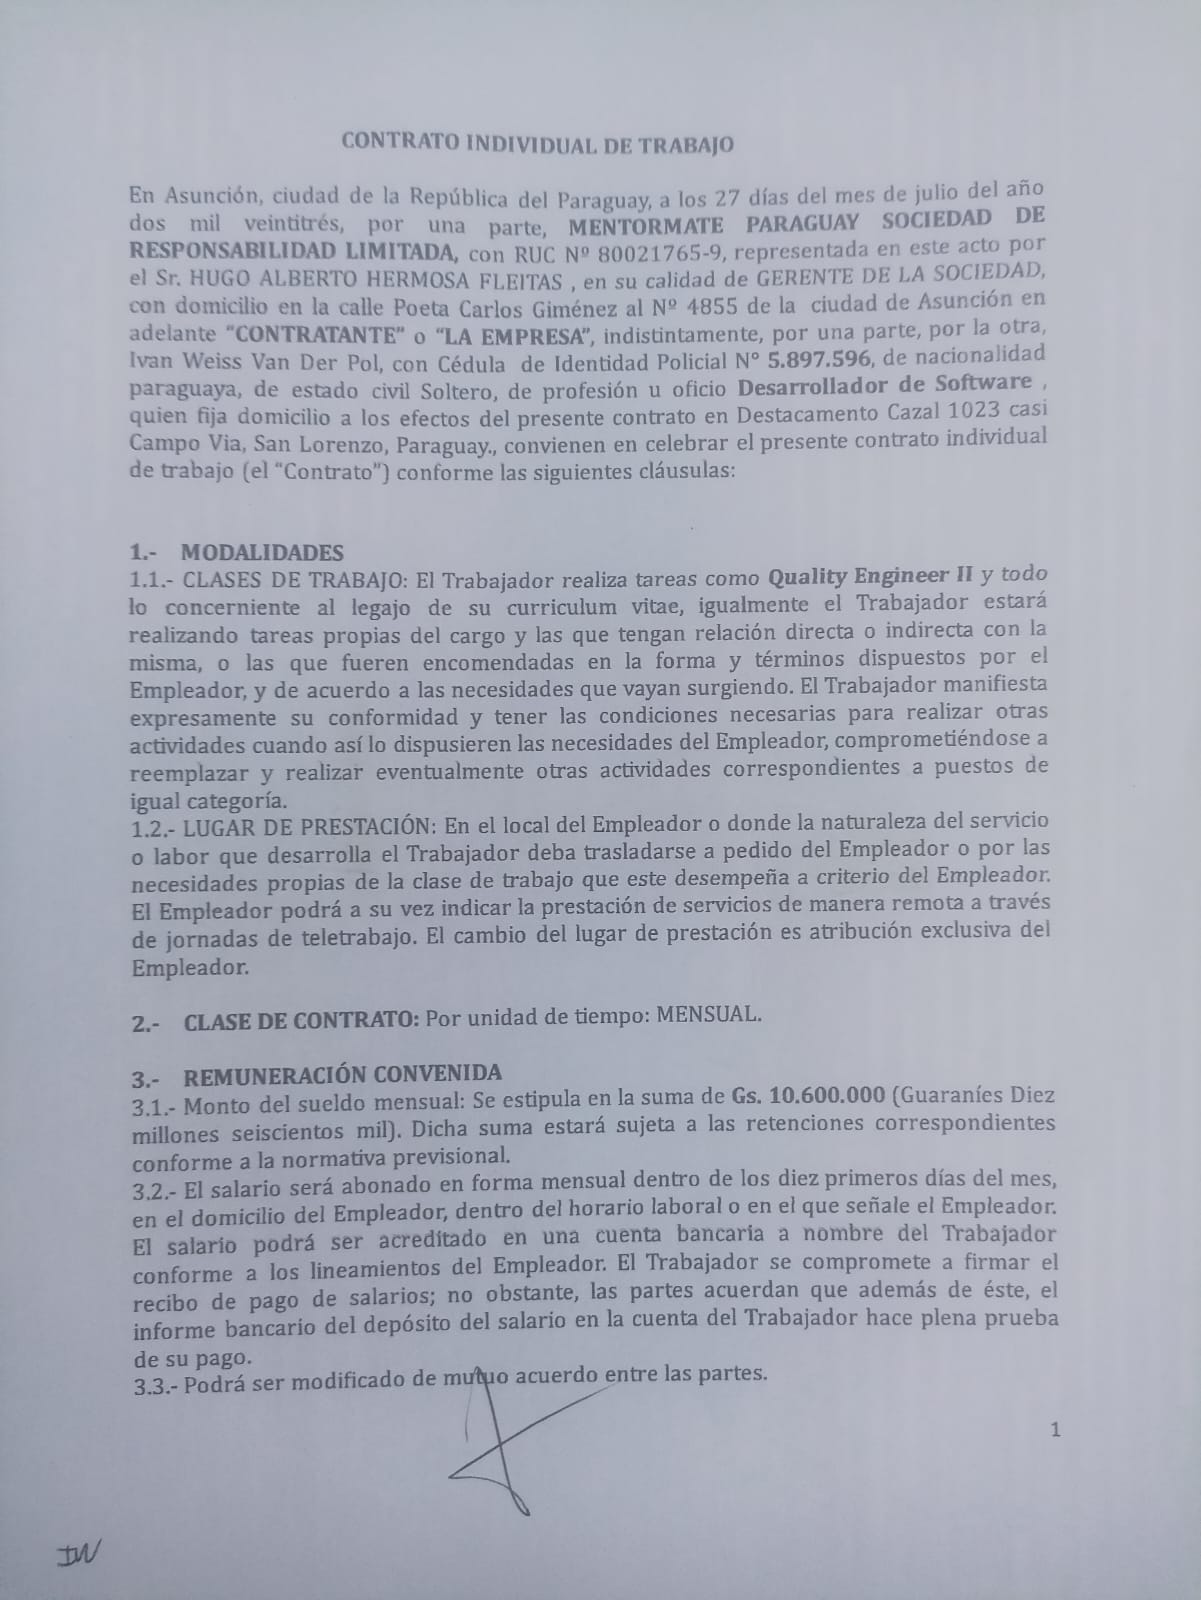 CONTRATO INDIVIDUAL DE TRABAJO
En Asunción, ciudad de la República del Paraguay, a los 27 días del mes de julio del año
dos mil veintitrés, por una parte, MENTORMATE PARAGUAY SOCIEDAD DE
RESPONSABILIDAD LIMITADA, con RUC Nº 80021765-9, representada en este acto por
el Sr. HUGO ALBERTO HERMOSA FLEITAS , en su calidad de GERENTE DE LA SOCIEDAD,
con domicilio en la calle Poeta Carlos Giménez al Nº 4855 de la ciudad de Asunción en
adelante “CONTRATANTE” o “LA EMPRESA”, indistintamente, por una parte, por la otra,
Ivan Weiss Van Der Pol, con Cédula de Identidad Policial N° 5.897.596, de nacionalidad
paraguaya, de estado civil Soltero, de profesión u oficio Desarrollador de Software ,
quien fija domicilio a los efectos del presente contrato en Destacamento Cazal 1023 casi
Campo Via, San Lorenzo, Paraguay., convienen en celebrar el presente contrato individual
de trabajo (el “Contrato”) conforme las siguientes cláusulas:
1.- MODALIDADES
1.1.- CLASES DE TRABAJO: El Trabajador realiza tareas como Quality Engineer II y todo
lo concerniente al legajo de su curriculum vitae, igualmente el Trabajador estará
realizando tareas propias del cargo y las que tengan relación directa o indirecta con la
misma, o las que fueren encomendadas en la forma y términos dispuestos por el
Empleador, y de acuerdo a las necesidades que vayan surgiendo. El Trabajador manifiesta
expresamente su conformidad y tener las condiciones necesarias para realizar otras
actividades cuando así lo dispusieren las necesidades del Empleador, comprometiéndose a
reemplazar y realizar eventualmente otras actividades correspondientes a puestos de
igual categoría.
1.2.- LUGAR DE PRESTACIÓN: En el local del Empleador o donde la naturaleza del servicio
o labor que desarrolla el Trabajador deba trasladarse a pedido del Empleador o por las
necesidades propias de la clase de trabajo que este desempeña a criterio del Empleador.
El Empleador podrá a su vez indicar la prestación de servicios de manera remota a través
de jornadas de teletrabajo. El cambio del lugar de prestación es atribución exclusiva del
Empleador.
2.- CLASE DE CONTRATO: Por unidad de tiempo: MENSUAL.
3.- REMUNERACIÓN CONVENIDA
3.1.- Monto del sueldo mensual: Se estipula en la suma de Gs. 10.600.000 (Guaraníes Diez
millones seiscientos mil). Dicha suma estará sujeta a las retenciones correspondientes
conforme a la normativa previsional.
3.2.- El salario será abonado en forma mensual dentro de los diez primeros días del mes,
en el domicilio del Empleador, dentro del horario laboral o en el que señale el Empleador.
El salario podrá ser acreditado en una cuenta bancaria a nombre del Trabajador
conforme a los lineamientos del Empleador. El Trabajador se compromete a firmar el
recibo de pago de salarios; no obstante, las partes acuerdan que además de éste, el
informe bancario del depósito del salario en la cuenta del Trabajador hace plena prueba
de su pago.
3.3.- Podrá ser modificado de mutuo acuerdo entre las partes.
1
IW